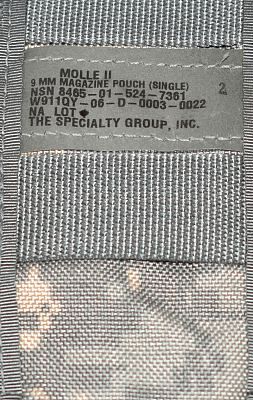 MOLLE II
9 MM MAGAZINE POUCH (SINGLE)
NSN 8465-01-524-7361
W911QY-06-D-0003-0022
NA LOT
THE SPECIALTY GROUP, INC.
2